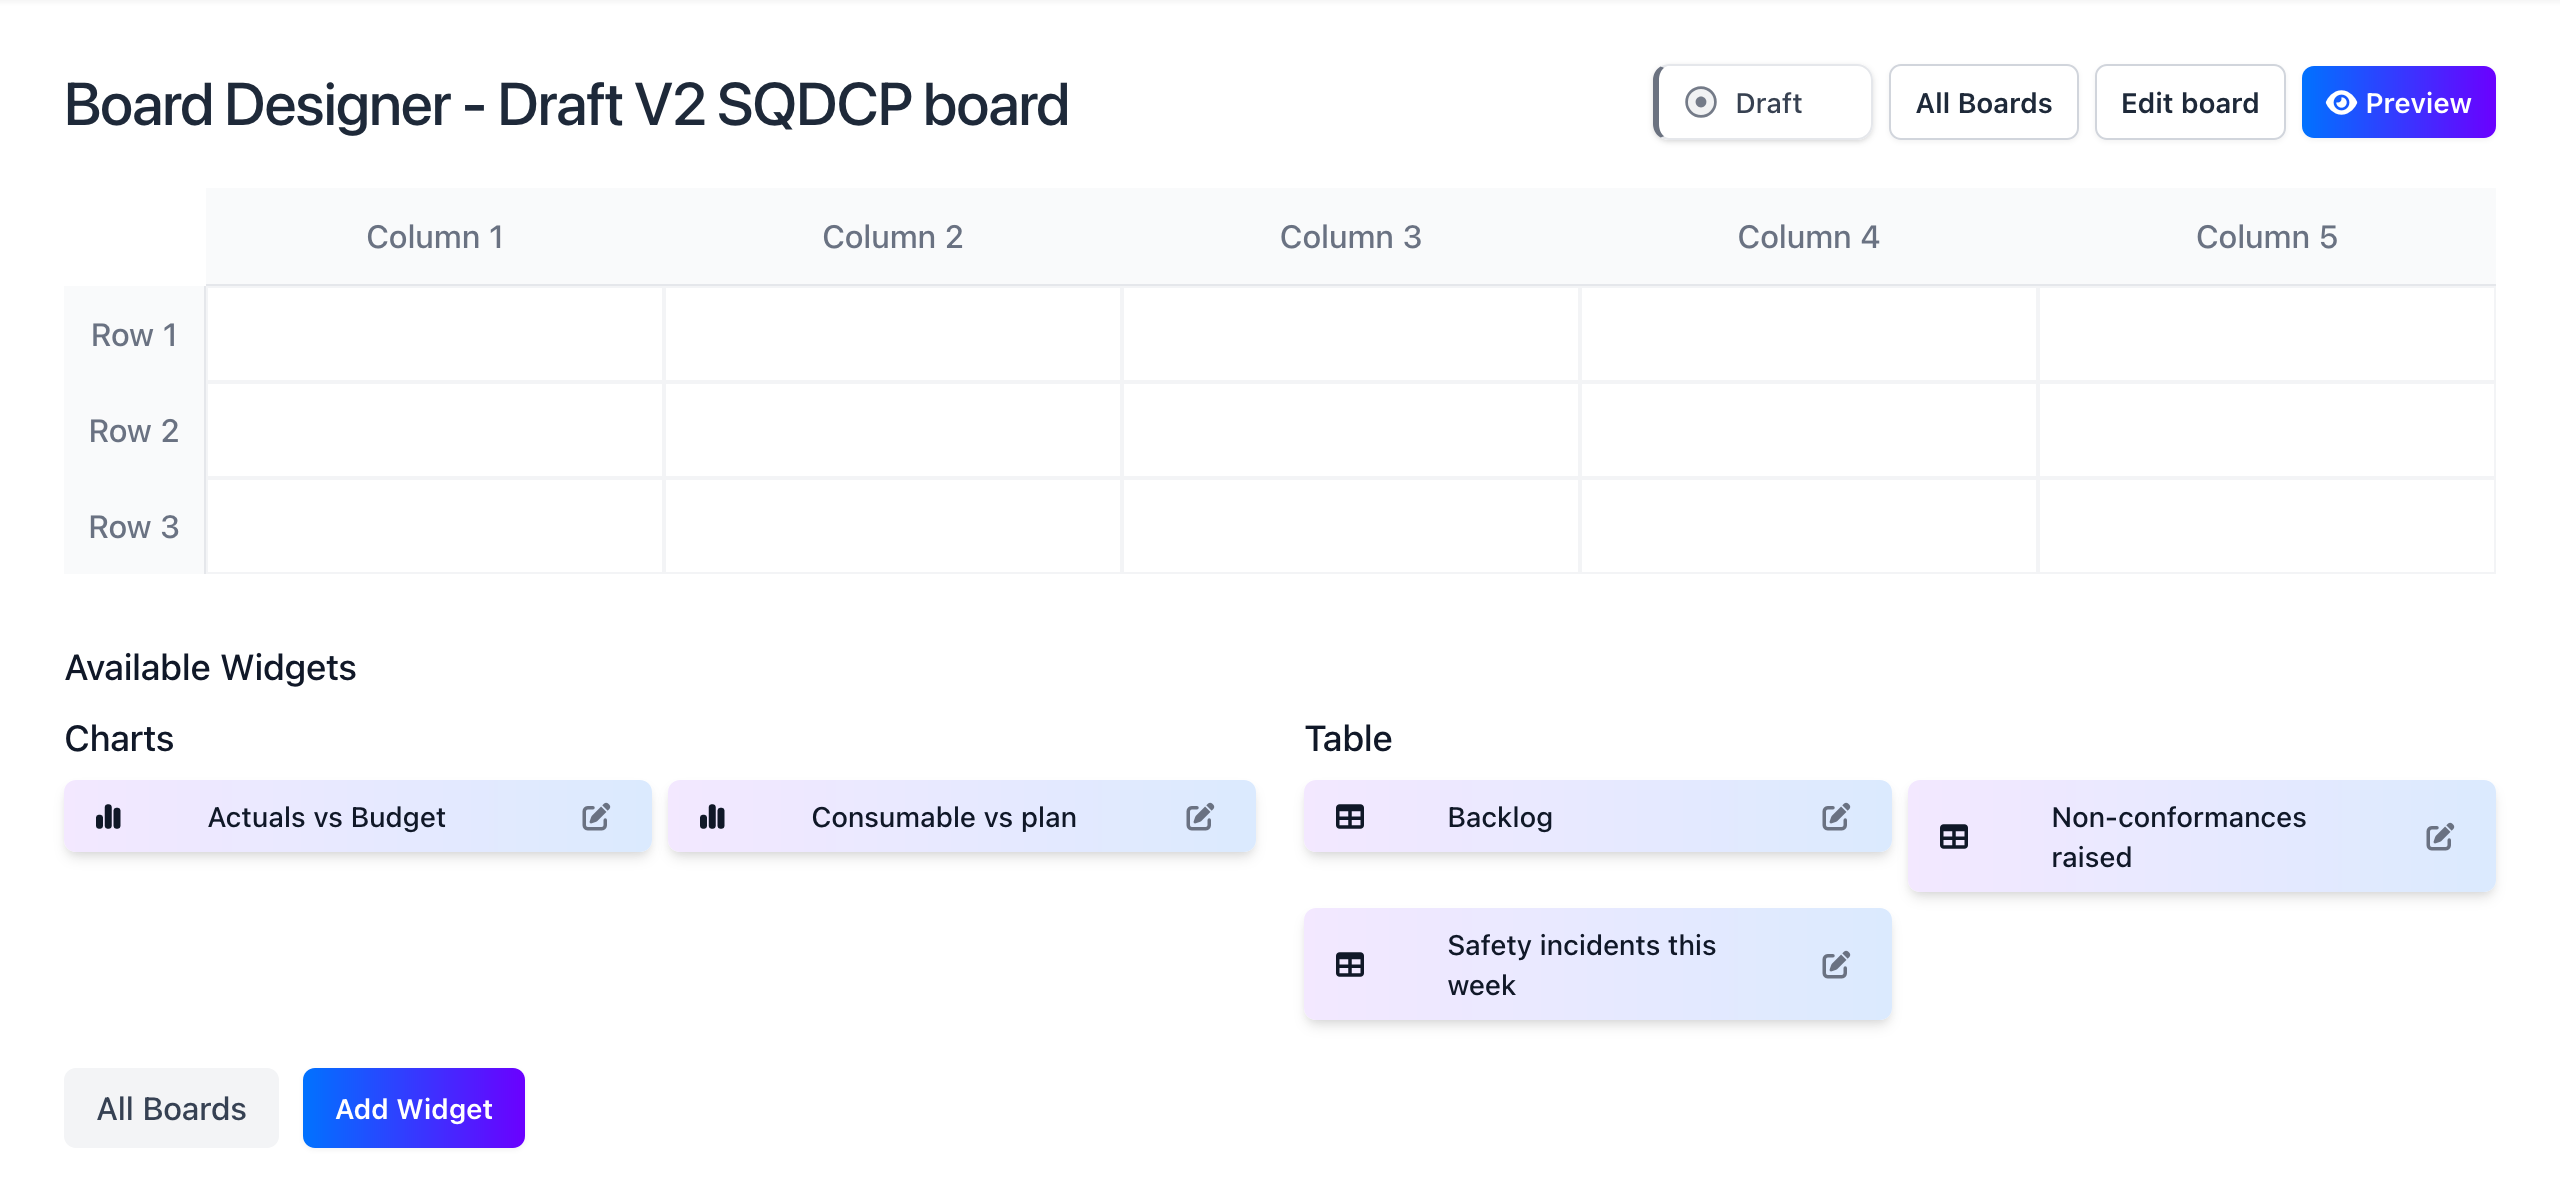 Board Designer - Draft V2 SQDCP board
Draft
All Boards
Edit board
Preview
Column 1
Column 2
Column 3
Column 4
Column 5
Row 1
Row 2
Row 3
Available Widgets
Charts
Actuals vs Budget
Consumable vs plan
Table
Backlog
Non-conformances
raised
Safety incidents this
week
All Boards
Add Widget